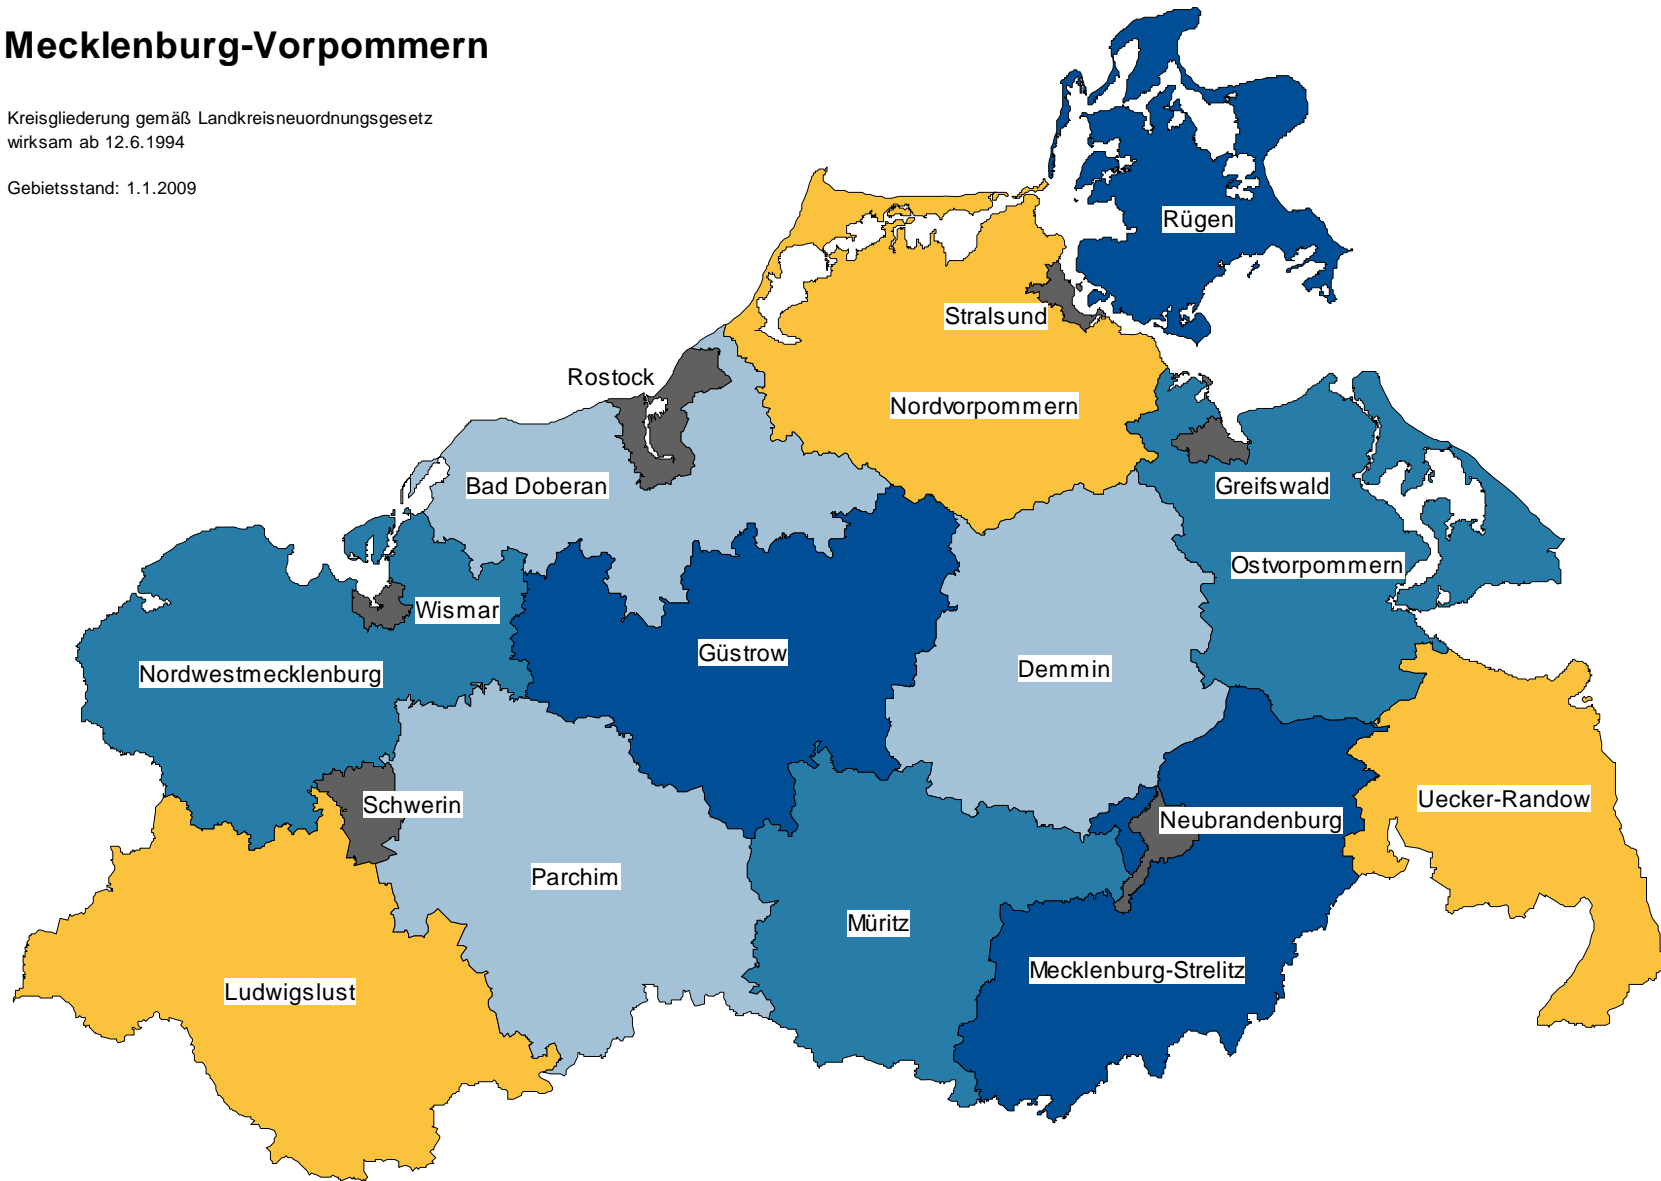 Mecklenburg-Vorpommern
Kreisgliederung gemäß Landkreisneuordnungsgesetz
wirksam ab 12.6.1994
Gebietsstand: 1.1.2009
Rügen
Stralsund
Rostock
Nordvorpommern
Bad Doberan
Greifswald
Ostvorpommern
Wismar
Güstrow
Demmin
Nordwestmecklenburg
Schwerin
Uecker-Randow
Neubrandenburg
Parchim
Müritz
Mecklenburg-Strelitz
Ludwigslust